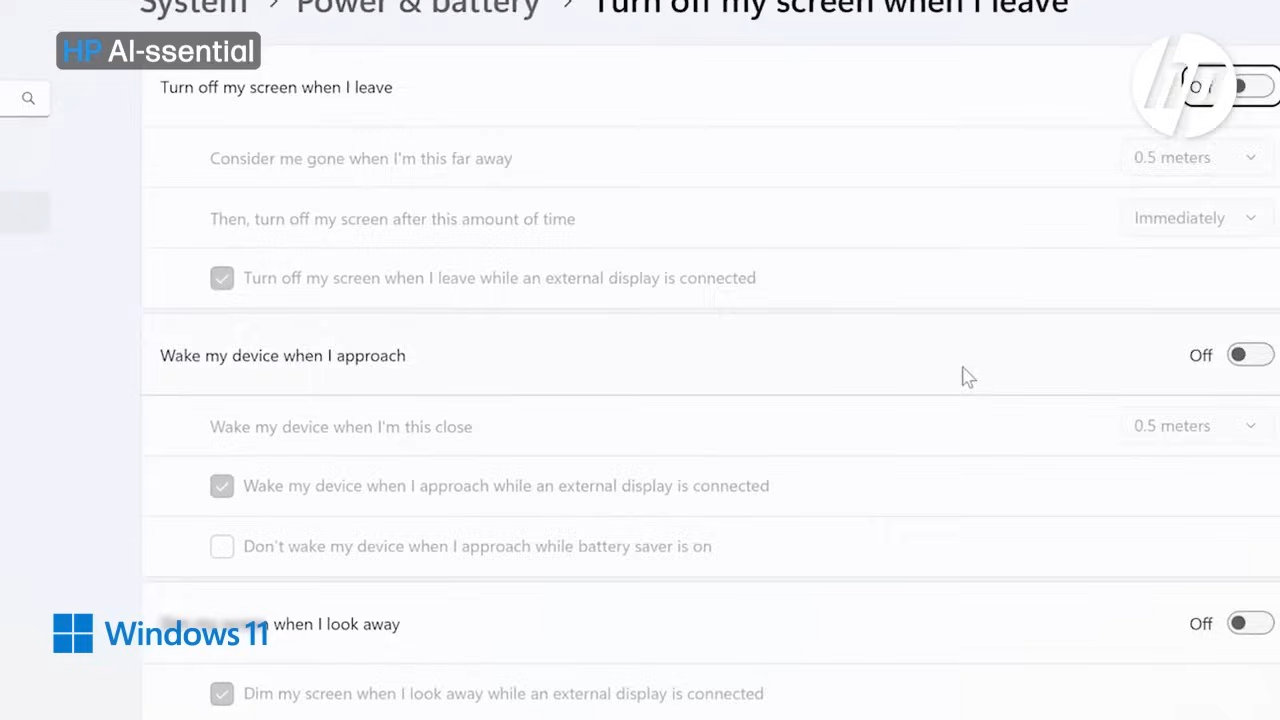 System > Power & battery > Turn off my screen when I leave
HP AI-ssential
hp
Turn off my screen when I leave
Consider me gone when I'm this far away
0.5 meters
Then, turn off my screen after this amount of time
Immediately
Turn off my screen when I leave while an external display is connected
Wake my device when I approach
Off
Wake my device when I'm this close
0.5 meters
Wake my device when I approach while an external display is connected
Don't wake my device when I approach while battery saver is on
when I look away
Off
Windows 11
Dim my screen when I look away while an external display is connected